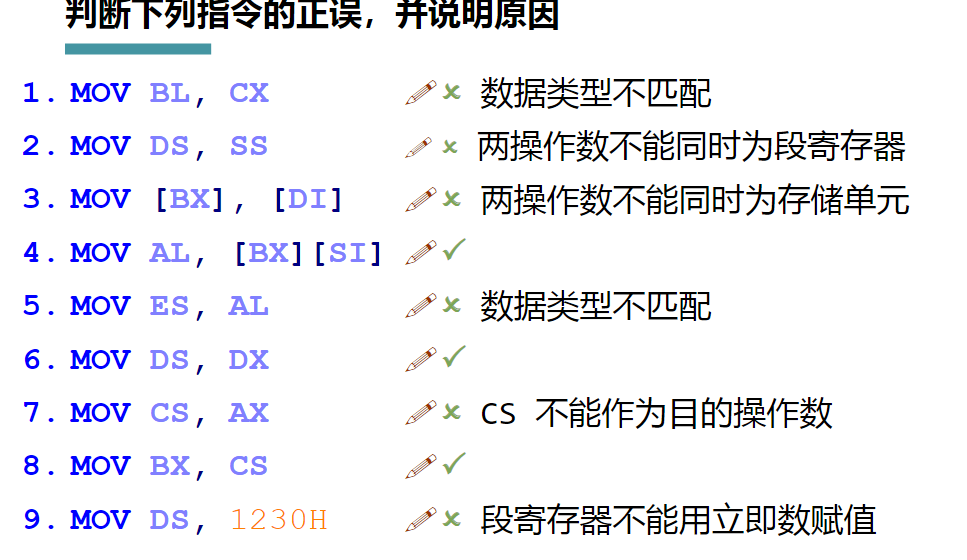 判断下列指令的正误，并说明原因
1. MOV BL, CX ✘ 数据类型不匹配
2. MOV DS, SS ✘ 两操作数不能同时为段寄存器
3. MOV [BX], [DI] ✘ 两操作数不能同时为存储单元
4. MOV AL, [BX][SI] ✓
5. MOV ES, AL ✘ 数据类型不匹配
6. MOV DS, DX ✓
7. MOV CS, AX ✘ CS 不能作为目的操作数
8. MOV BX, CS ✓
9. MOV DS, 1230H ✘ 段寄存器不能用立即数赋值